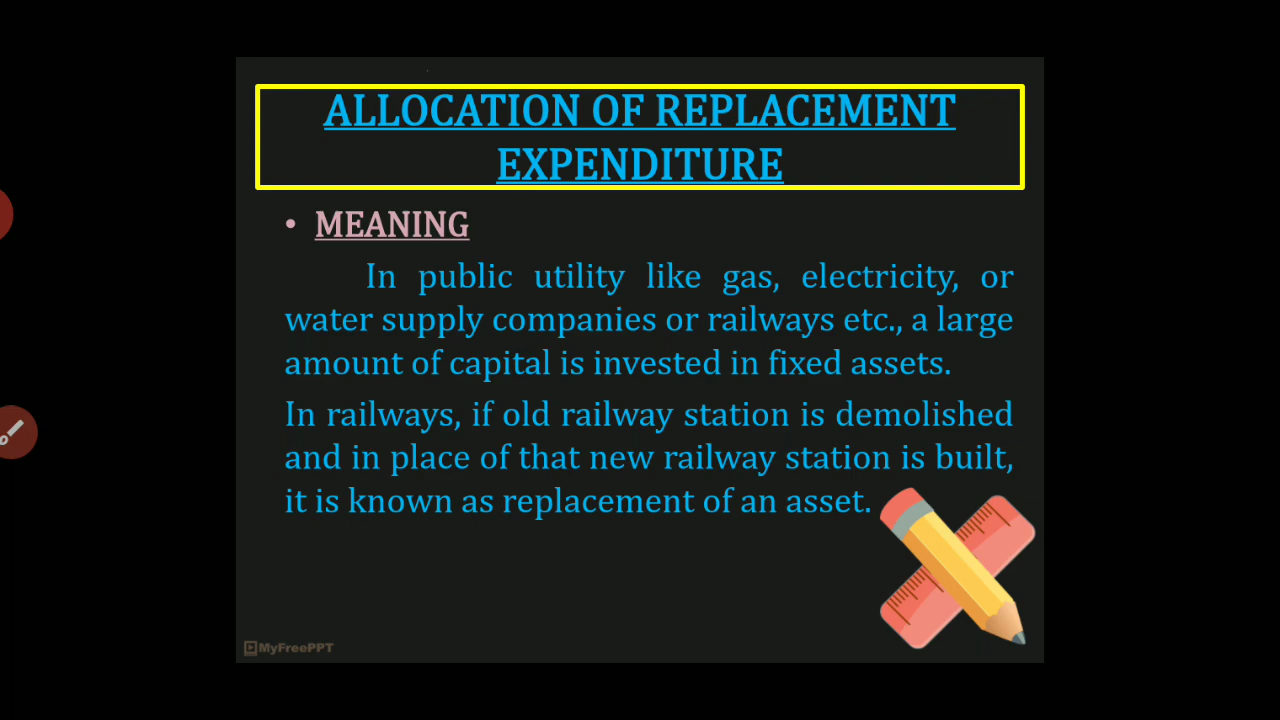 ALLOCATION OF REPLACEMENT
EXPENDITURE
• MEANING
In public utility like gas, electricity, or
water supply companies or railways etc., a large
amount of capital is invested in fixed assets.
In railways, if old railway station is demolished
and in place of that new railway station is built,
it is known as replacement of an asset.
MyFreePPT